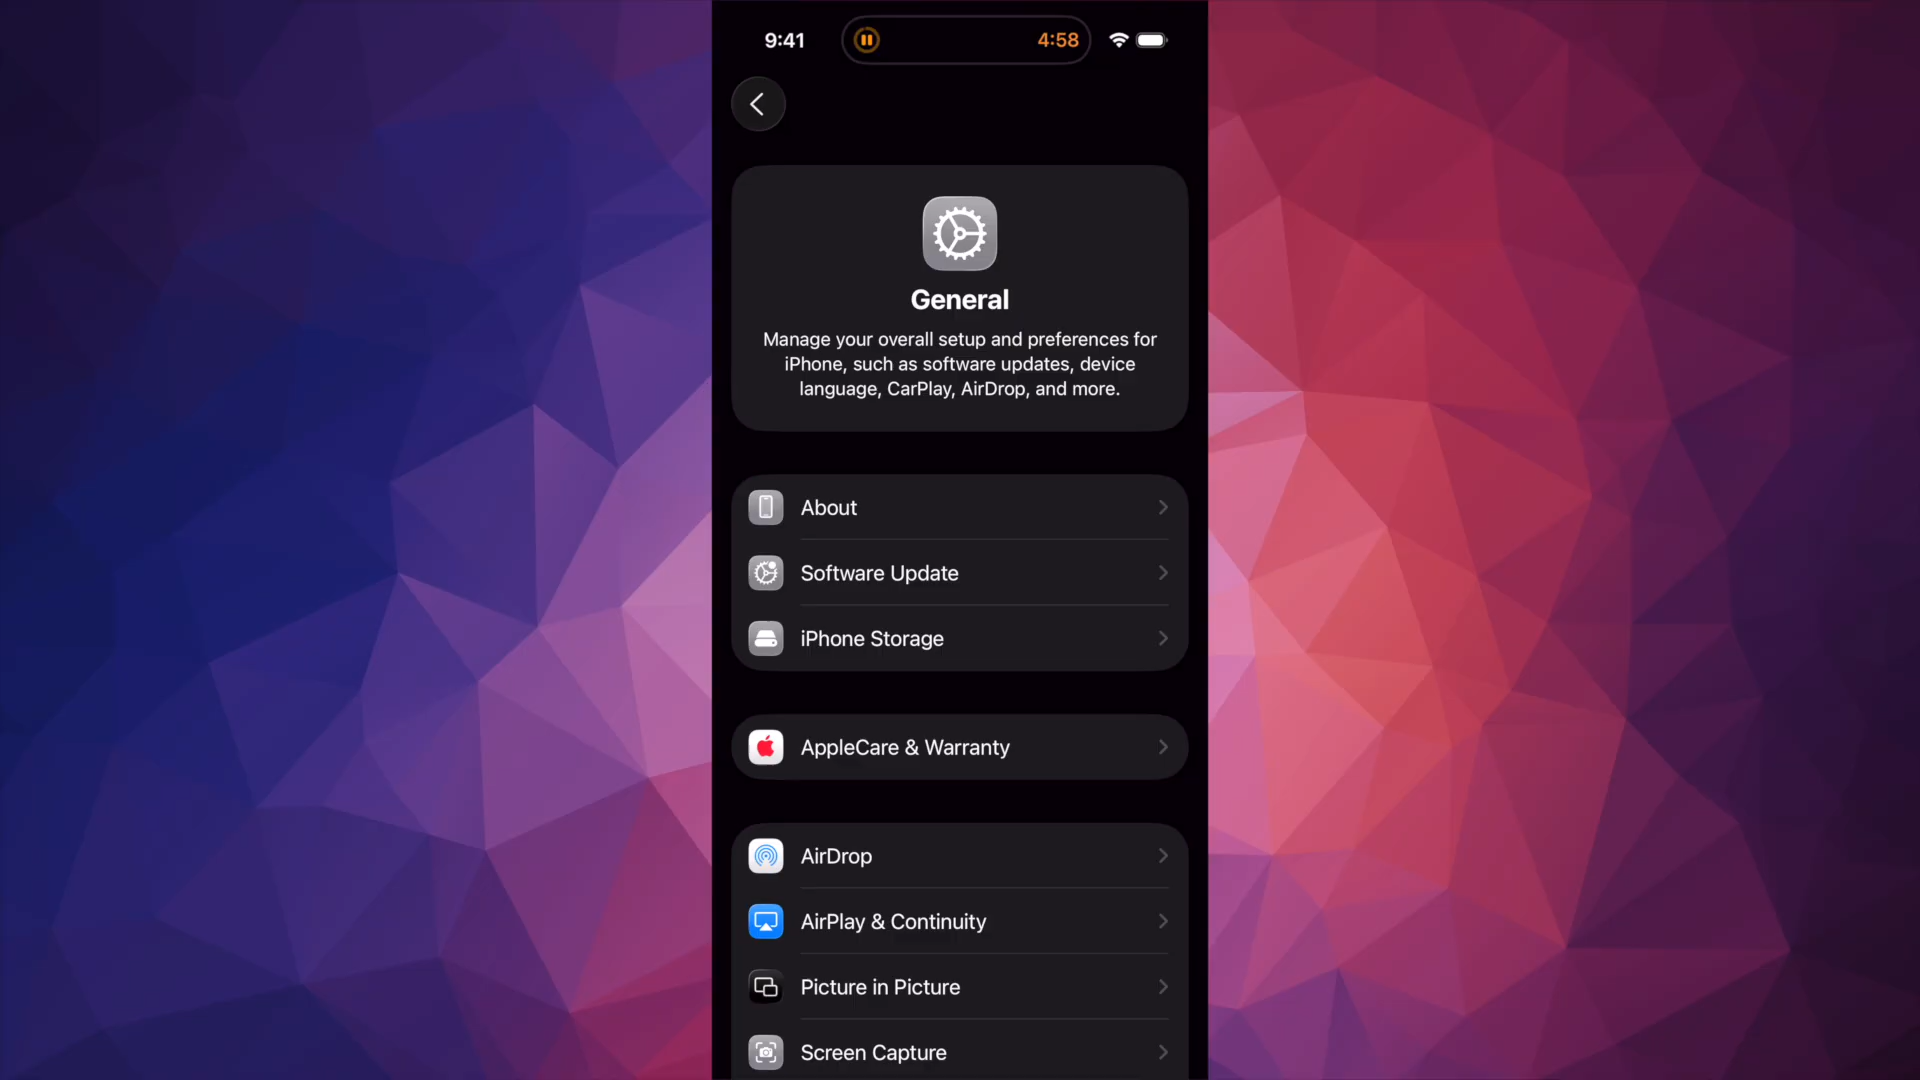 9:41
4:58
General
Manage your overall setup and preferences for
iPhone, such as software updates, device
language, CarPlay, AirDrop, and more.
About
Software Update
iPhone Storage
AppleCare & Warranty
AirDrop
AirPlay & Continuity
Picture in Picture
Screen Capture